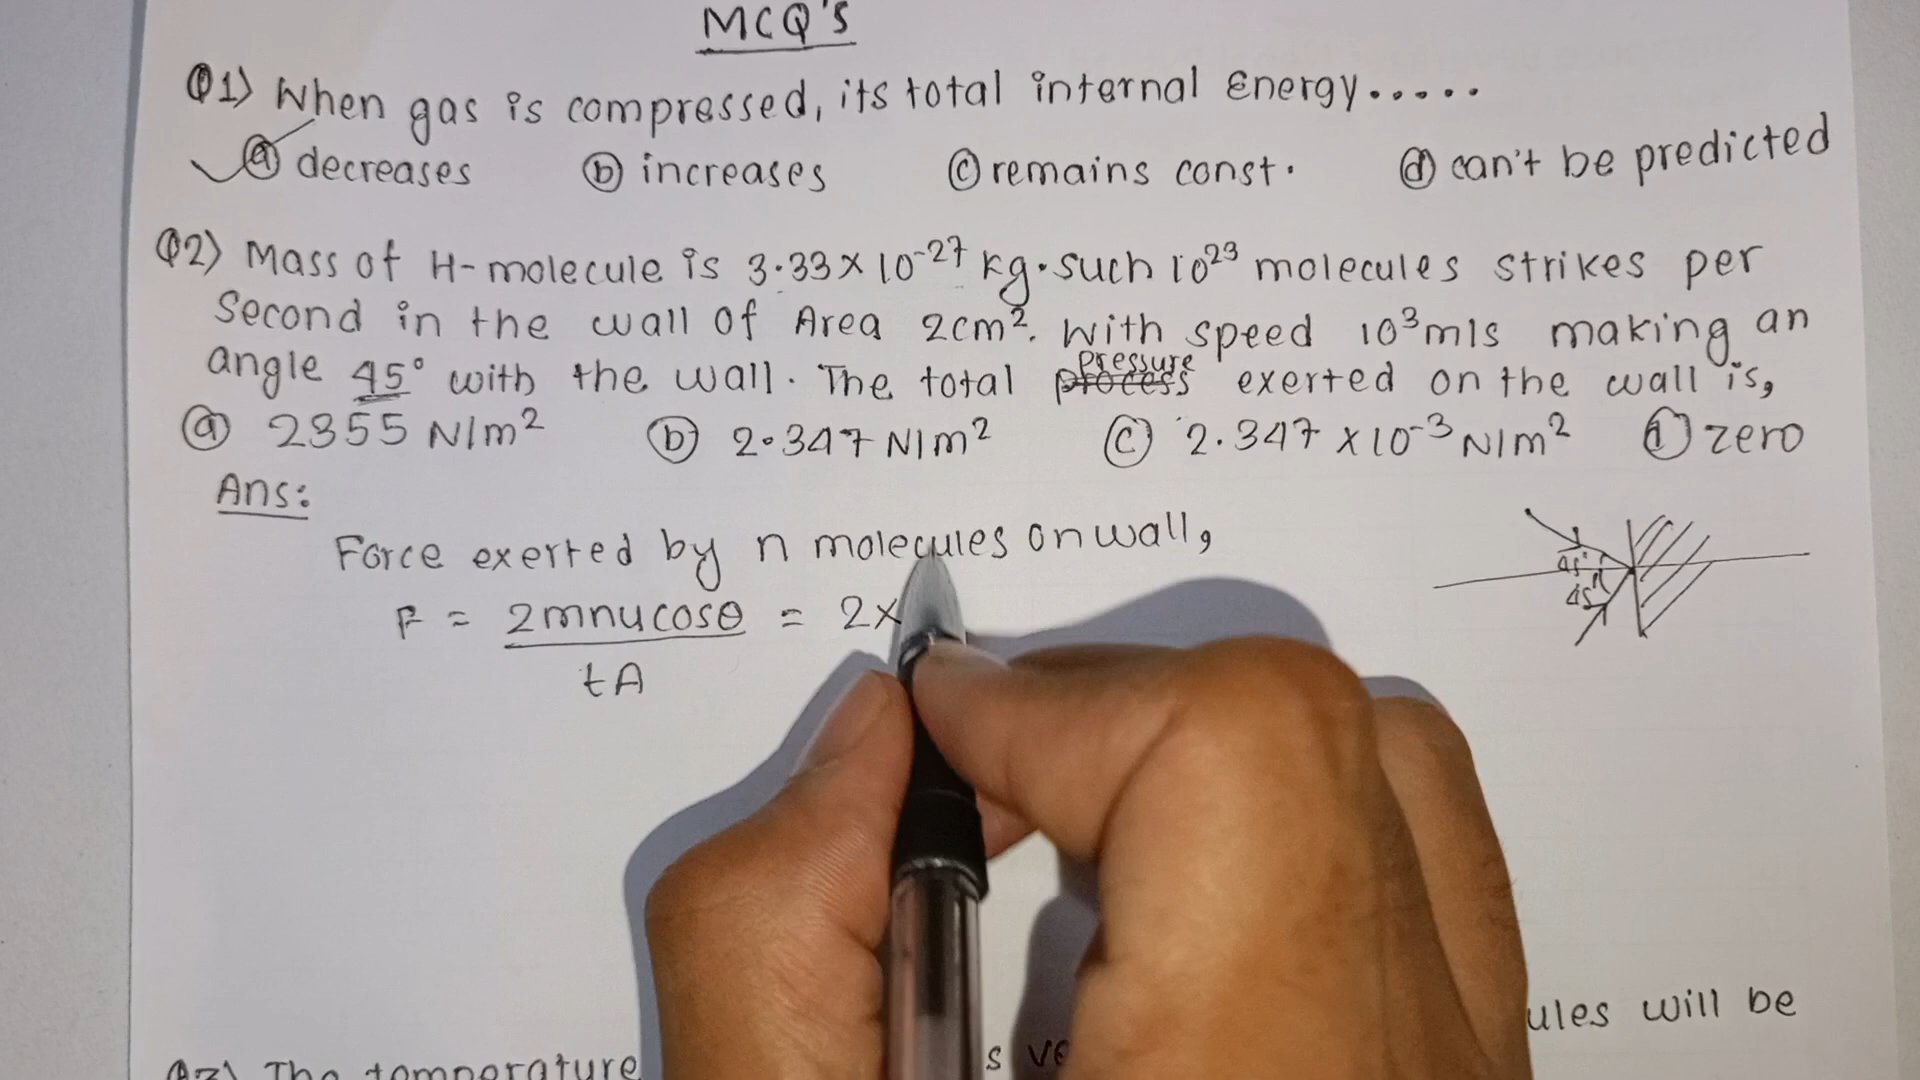 MCQ's
Q1) When gas is compressed, its total internal Energy.....
ⓐ decreases ⓑ increases ⓒ remains const. ⓓ can't be predicted
Q2) Mass of H-molecule is 3.33×10⁻²⁷ kg. such 10²³ molecules strikes per
second in the wall of Area 2cm². With speed 10³m/s making an
angle 45° with the wall. The total pressure exerted on the wall is,
ⓐ 2355 N/m² ⓑ 2.347 N/m² ⓒ 2.347 ×10⁻³ N/m² ⓓ zero
Ans:
Force exerted by n molecules on wall,
45°
45°
F = 2mnucosθ = 2×
tA
ules will be
The temperature s ve